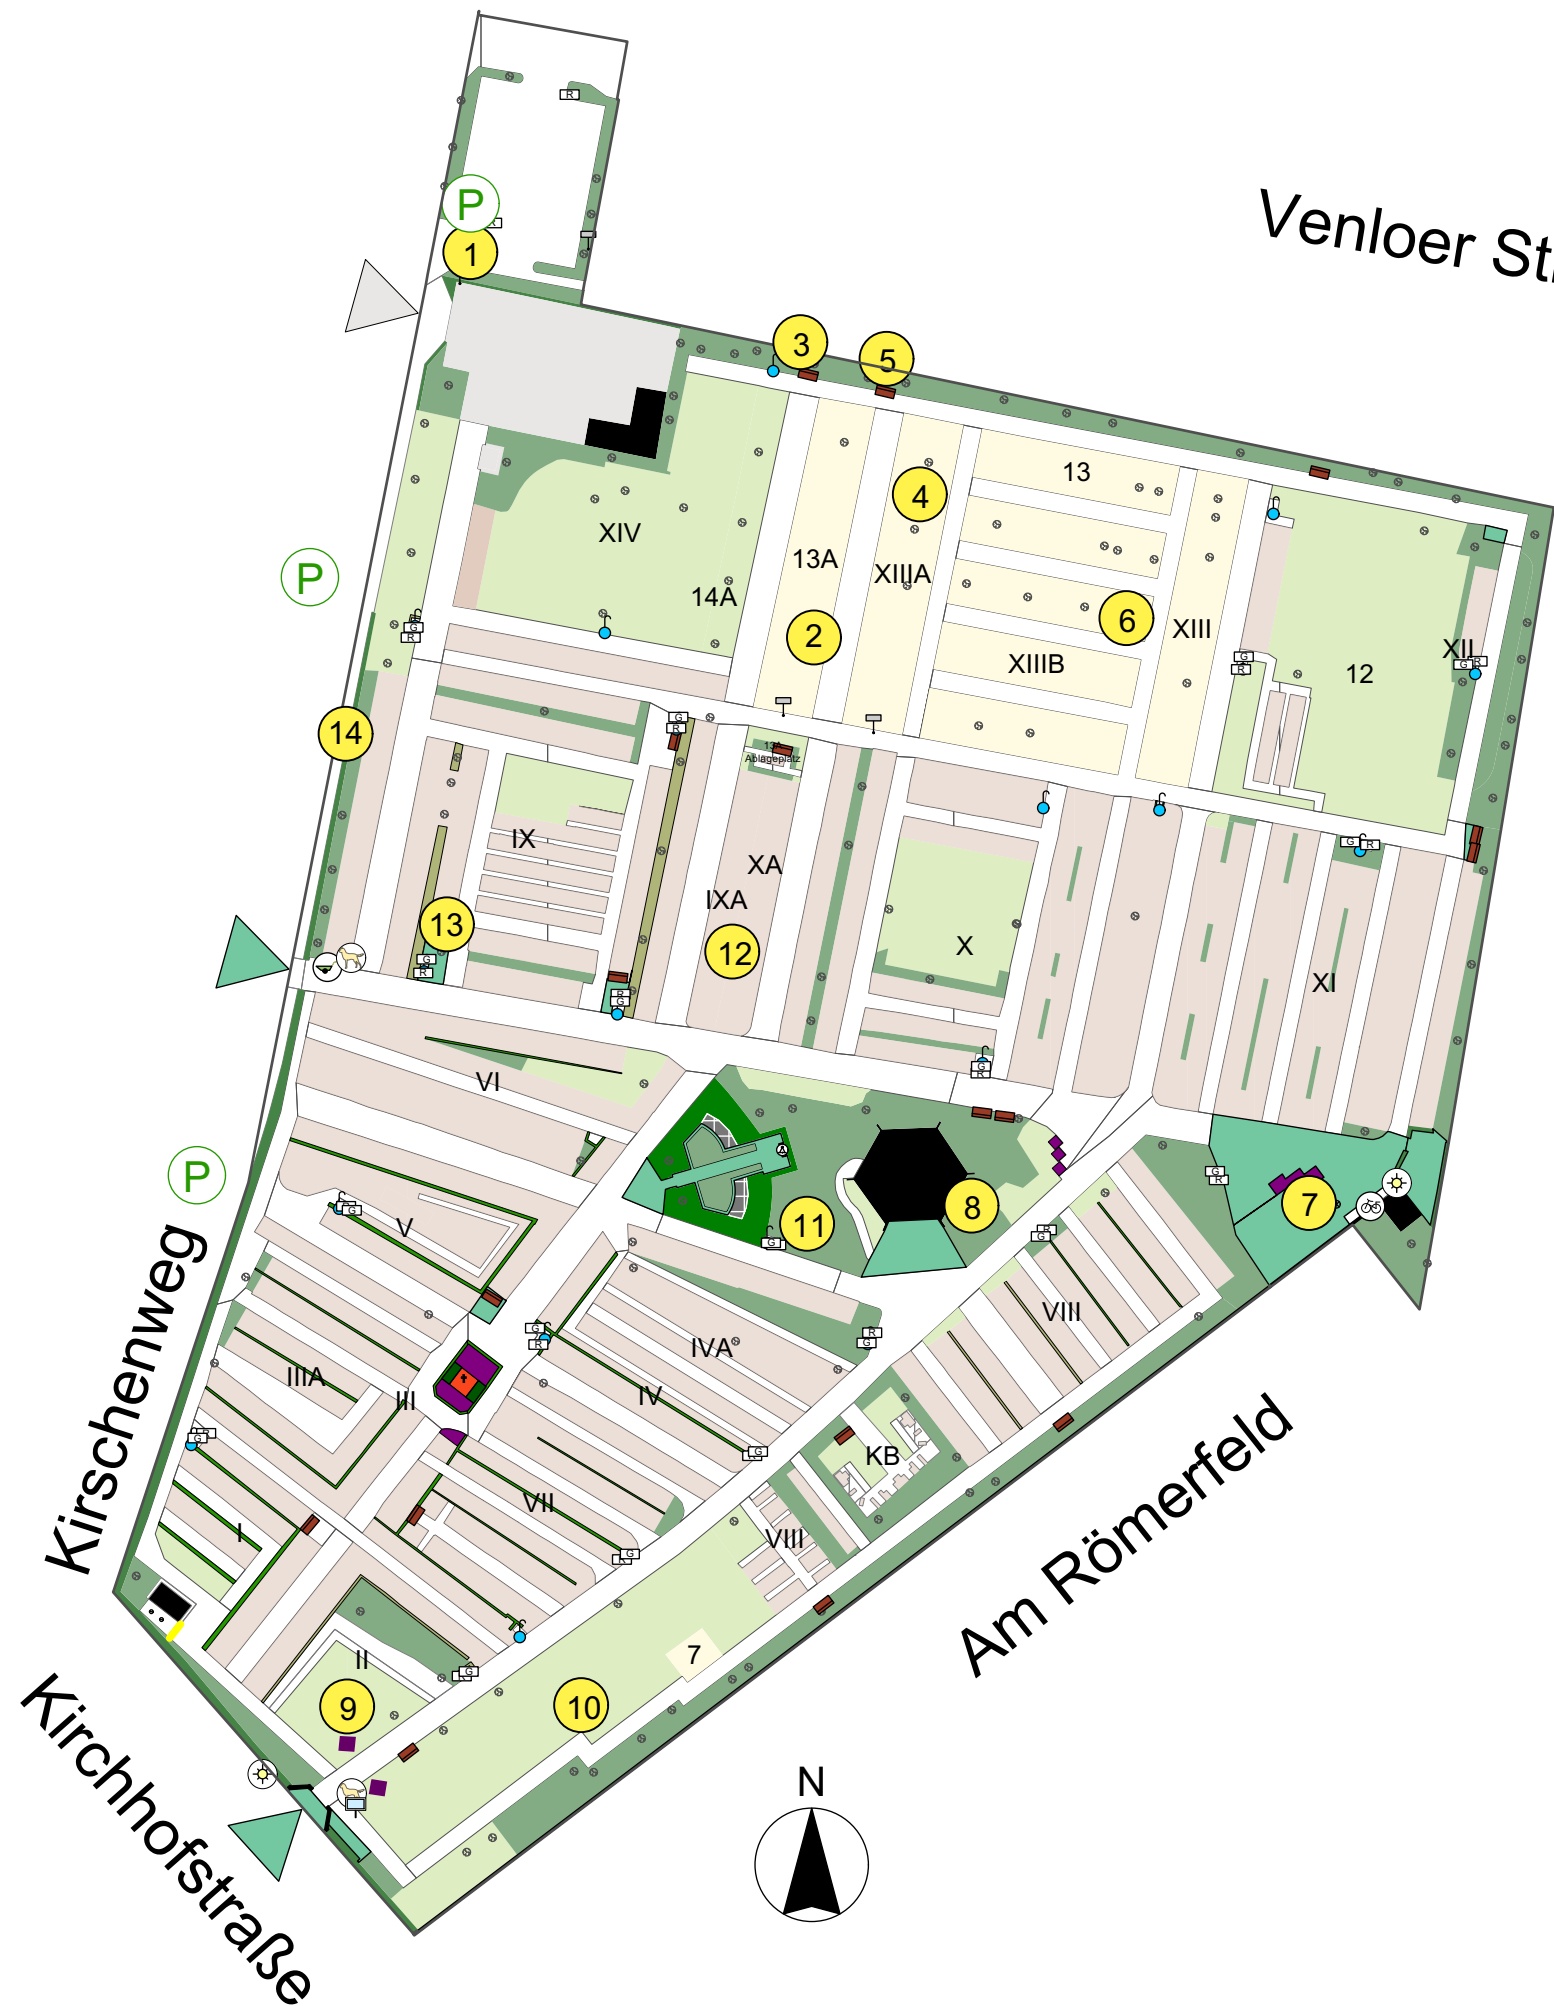 R
P
R
1
Venloer St
3
5
13
4
XIV
13A
XIIIA
14A
P
2
6
XIII
XIIIB
12
XII
G
R
G
R
G
R
14
G
R
13A
Ablageplatz
IX
XA
IXA
G
R
13
12
X
XI
G
R
R
G
G
R
VI
P
G
R
7
11
8
G
V
R
G
G
VIII
G
R
R
G
IVA
IIIA
III
IV
G
R
G
KB
VII
VIII
I
R
G
II
7
R
G
9
10
Kirschenweg
Am Römerfeld
Kirchhofstraße
N